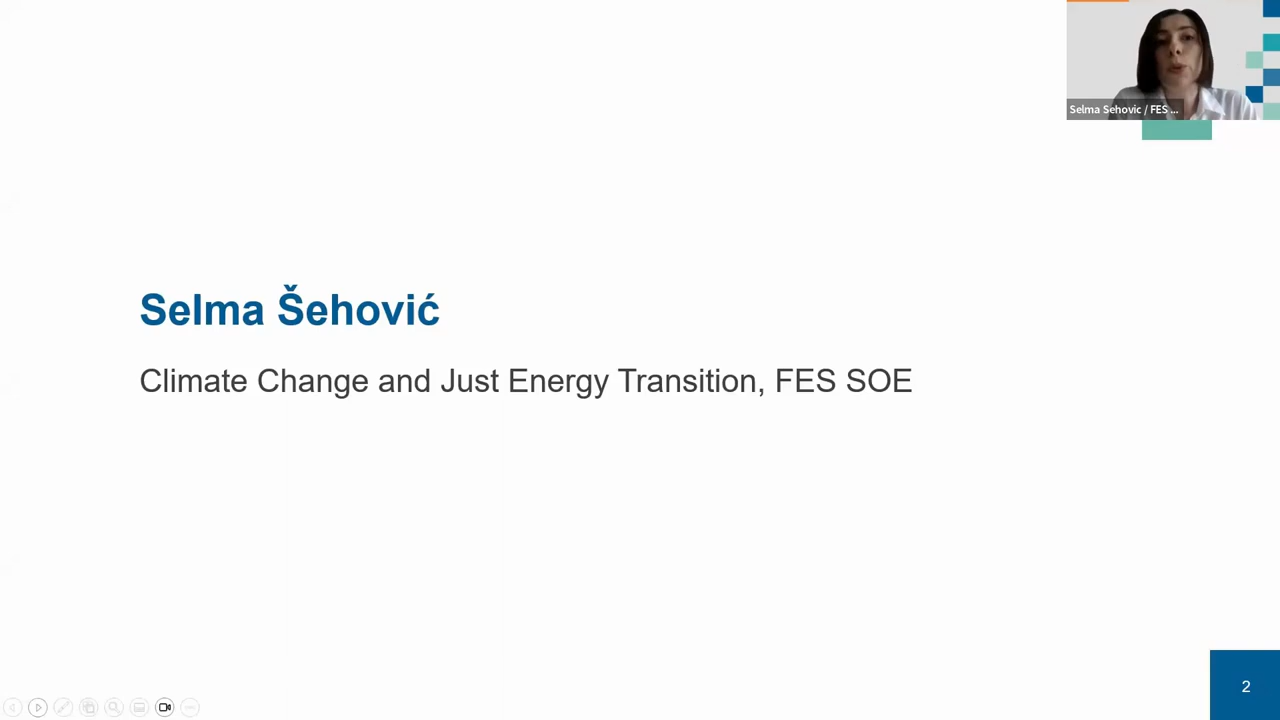 Selma Sehovic / FES ...
Selma Šehović
Climate Change and Just Energy Transition, FES SOE
2